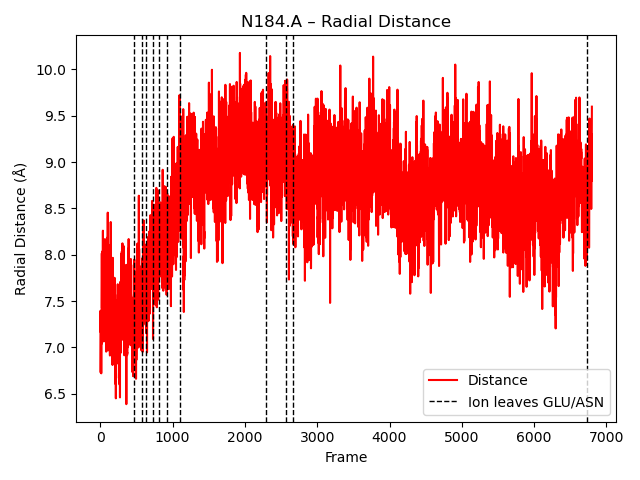 N184.A – Radial Distance
Radial Distance (Å)
10.0
9.5
9.0
8.5
8.0
7.5
7.0
6.5
Distance
Ion leaves GLU/ASN
0 1000 2000 3000 4000 5000 6000 7000
Frame